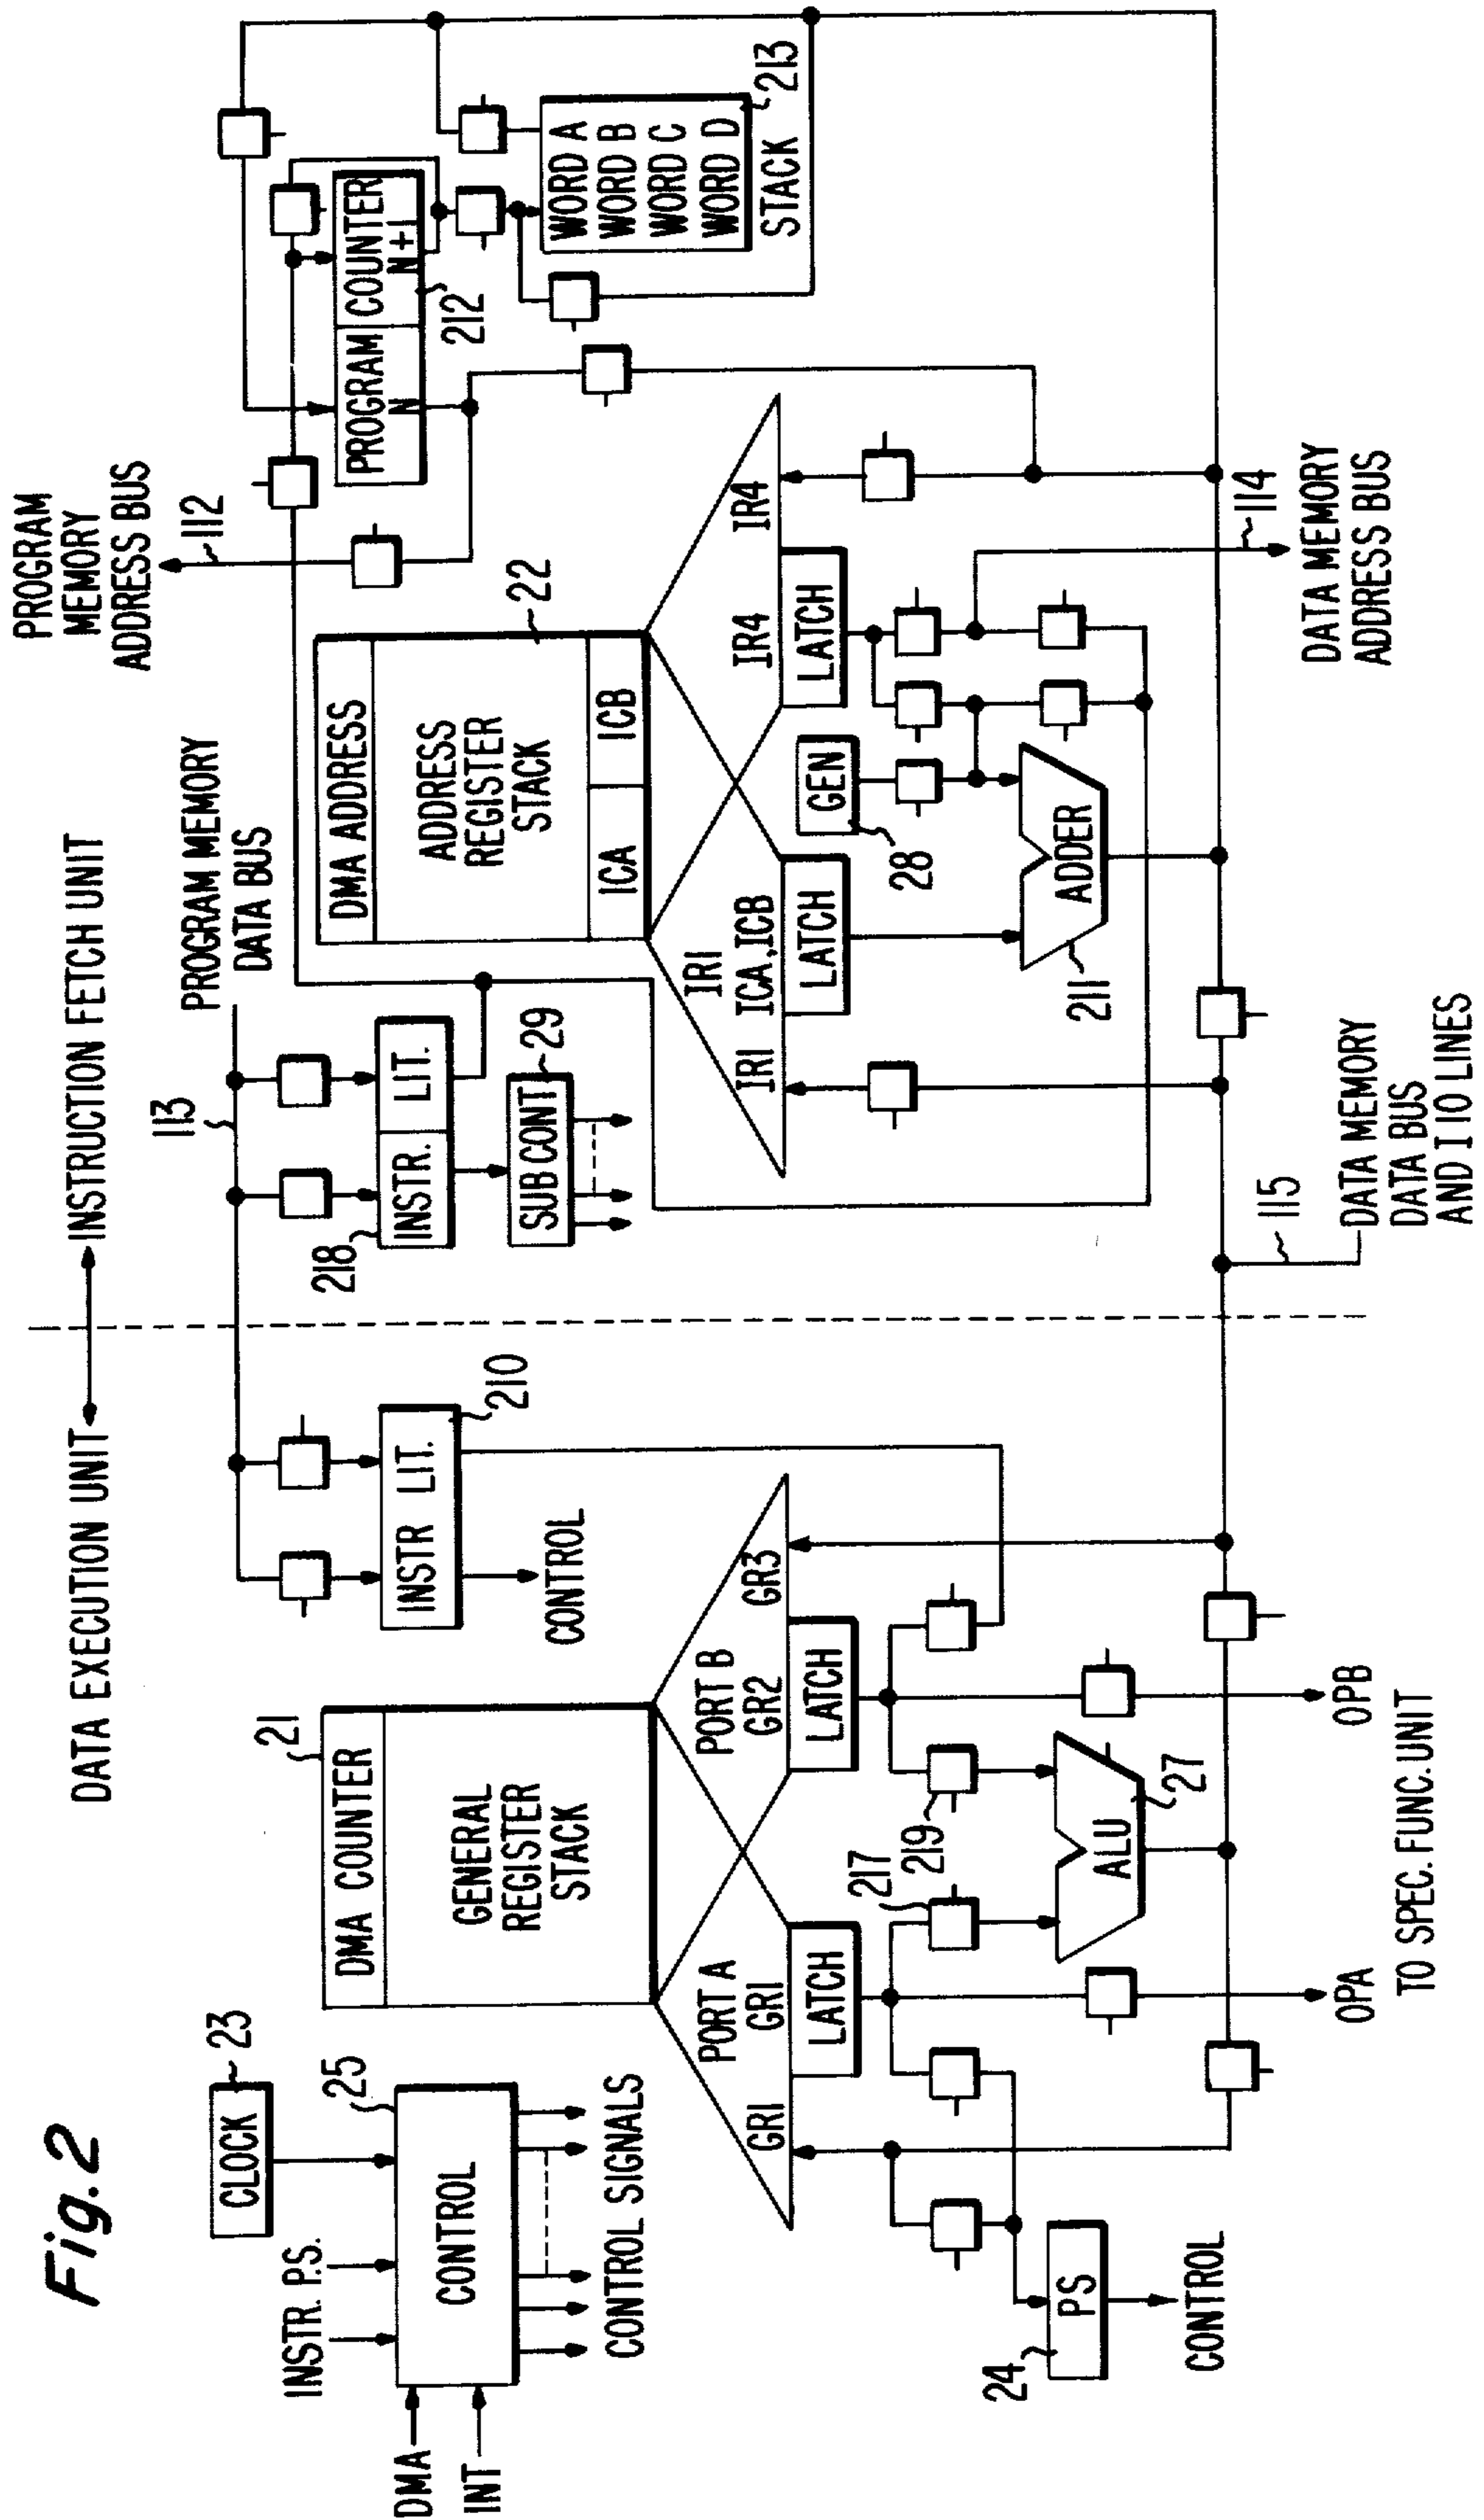 Fig. 2
DATA EXECUTION UNIT
INSTRUCTION FETCH UNIT
PROGRAM
MEMORY
ADDRESS BUS
112
PROGRAM MEMORY
DATA BUS
113
CLOCK
23
INSTR. P.S.
25
DMA
INT
CONTROL
CONTROL SIGNALS
21
DMA COUNTER
GENERAL
REGISTER
STACK
INSTR LIT.
210
CONTROL
PORT A
GR1
GR1
LATCH
PORT B
GR2
GR3
LATCH
217
219
ALU
27
24
PS
CONTROL
OPA
OPB
TO SPEC. FUNC. UNIT
218
INSTR.
LIT.
SUB CONT
29
DMA ADDRESS
ADDRESS
REGISTER
STACK
ICA
ICB
22
IR1
IR1
ICA, ICB
LATCH
IR4
IR4
LATCH
GEN
28
ADDER
211
PROGRAM COUNTER
N
N+1
212
WORD A
WORD B
WORD C
WORD D
STACK
213
114
DATA MEMORY
ADDRESS BUS
115
DATA MEMORY
DATA BUS
AND I IO LINES